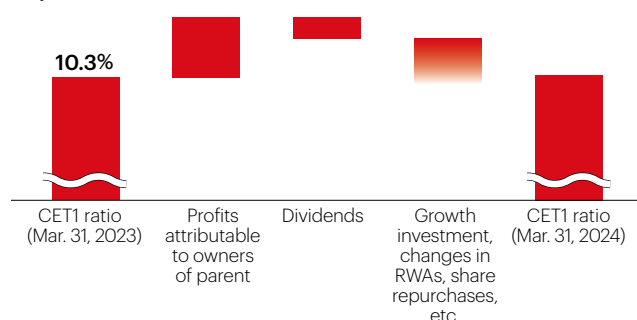 10.3%
CET1 ratio
(Mar. 31, 2023)
Profits
attributable
to owners
of parent
Dividends
Growth
investment,
changes in
RWAs, share
repurchases,
etc
CET1 ratio
(Mar. 31, 2024)